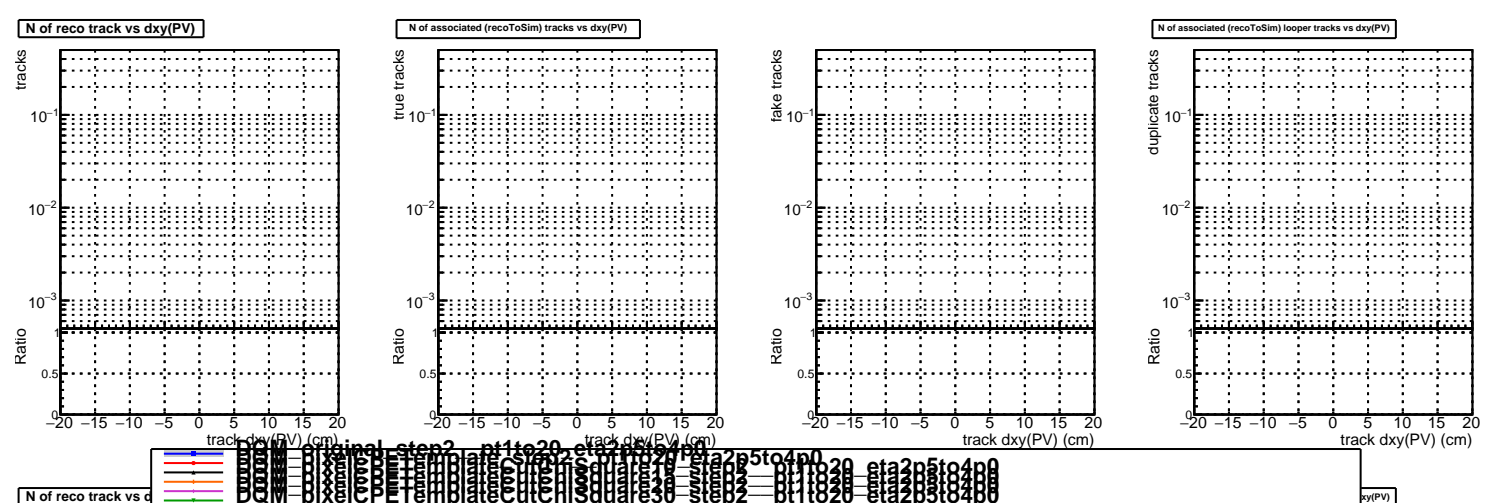 N of reco track vs dxy(PV)
N of associated (recoToSim) tracks vs dxy(PV)
N of associated (recoToSim) looper tracks vs dxy(PV)
tracks
10−1
10−2
10−3
Ratio
1
0.5
0
−20 −15 −10 −5 0 5 10 15 20
track dxy(PV) (cm)
true tracks
10−1
10−2
10−3
Ratio
1
0.5
0
−20 −15 −10 −5 0 5 10 15 20
track dxy(PV) (cm)
fake tracks
10−1
10−2
10−3
Ratio
1
0.5
0
−20 −15 −10 −5 0 5 10 15 20
track dxy(PV) (cm)
duplicate tracks
10−1
10−2
10−3
Ratio
1
0.5
0
−20 −15 −10 −5 0 5 10 15 20
track dxy(PV) (cm)
DQM_original_step2__pt1to20_eta2p5to4p0
DQM_pixelCPETemplate_step2__pt1to20_eta2p5to4p0
DQM_pixelCPETemplateCutChiSquare10_step2__pt1to20_eta2p5to4p0
DQM_pixelCPETemplateCutChiSquare30_step2__pt1to20_eta2p5to4p0
N of reco track vs d
xy(PV)